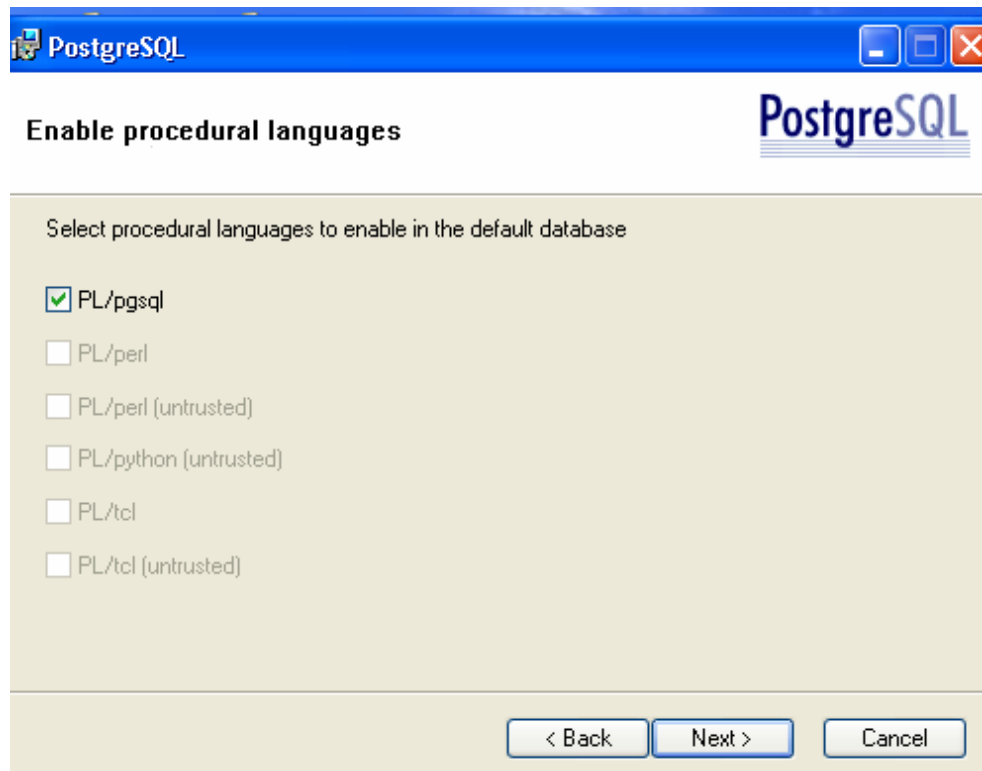 PostgreSQL
Enable procedural languages
PostgreSQL
Select procedural languages to enable in the default database
PL/pgsql
PL/perl
PL/perl (untrusted)
PL/python (untrusted)
PL/tcl
PL/tcl (untrusted)
< Back
Next >
Cancel